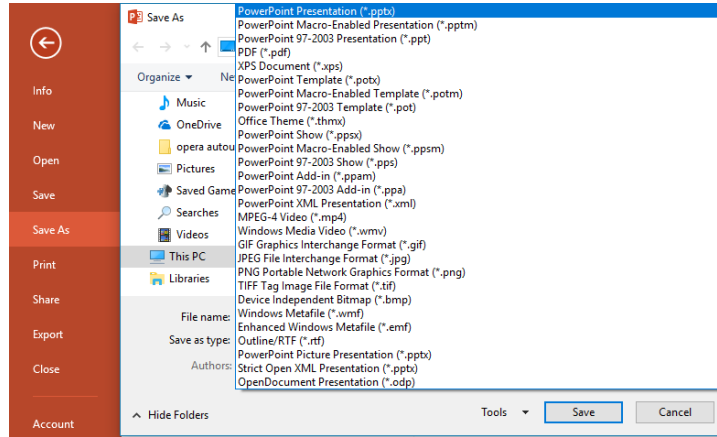 Info
New
Open
Save
Save As
Print
Share
Export
Close
Account
Save As
Organize
Music
OneDrive
opera autou
Pictures
Saved Game
Searches
Videos
This PC
Libraries
File name:
Save as type:
Authors:
PowerPoint Presentation (*.pptx)
PowerPoint Macro-Enabled Presentation (*.pptm)
PowerPoint 97-2003 Presentation (*.ppt)
PDF (*.pdf)
XPS Document (*.xps)
PowerPoint Template (*.potx)
PowerPoint Macro-Enabled Template (*.potm)
PowerPoint 97-2003 Template (*.pot)
Office Theme (*.thmx)
PowerPoint Show (*.ppsx)
PowerPoint Macro-Enabled Show (*.ppsm)
PowerPoint 97-2003 Show (*.pps)
PowerPoint Add-in (*.ppam)
PowerPoint 97-2003 Add-in (*.ppa)
PowerPoint XML Presentation (*.xml)
MPEG-4 Video (*.mp4)
Windows Media Video (*.wmv)
GIF Graphics Interchange Format (*.gif)
JPEG File Interchange Format (*.jpg)
PNG Portable Network Graphics Format (*.png)
TIFF Tag Image File Format (*.tif)
Device Independent Bitmap (*.bmp)
Windows Metafile (*.wmf)
Enhanced Windows Metafile (*.emf)
Outline/RTF (*.rtf)
PowerPoint Picture Presentation (*.pptx)
Strict Open XML Presentation (*.pptx)
OpenDocument Presentation (*.odp)
Hide Folders
Tools
Save
Cancel